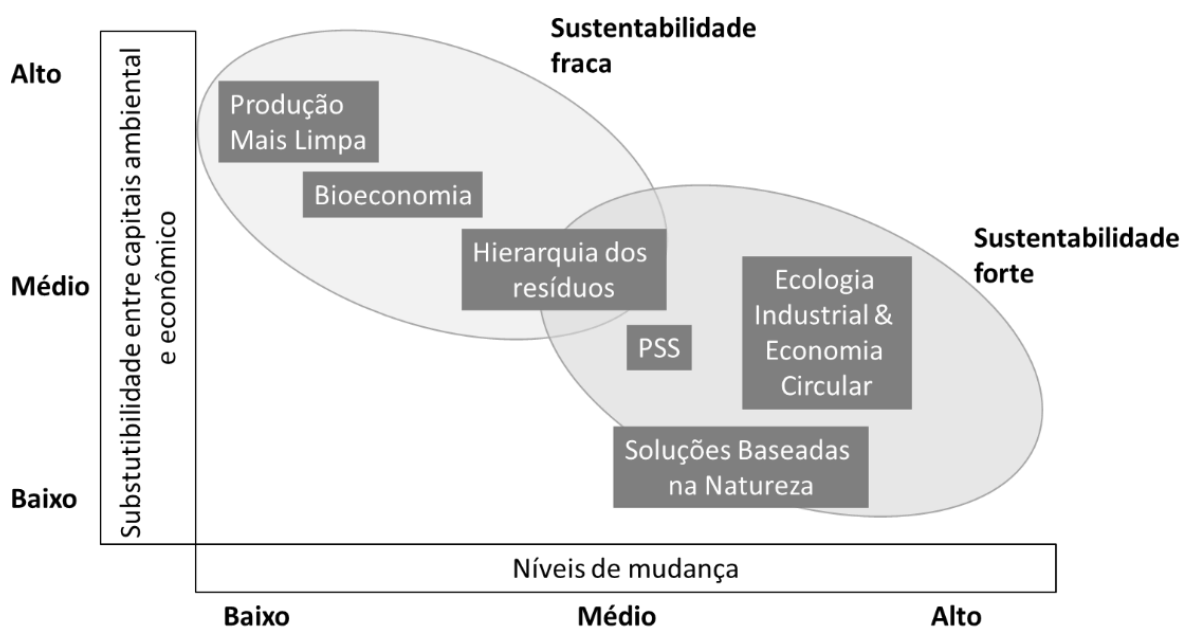 Sustentabilidade
fraca
Alto
Substutibilidade entre capitais ambiental
e econômico
Produção
Mais Limpa
Bioeconomia
Hierarquia dos
resíduos
Sustentabilidade
forte
Médio
Ecologia
Industrial &
Economia
Circular
PSS
Soluções Baseadas
na Natureza
Baixo
Níveis de mudança
Baixo
Médio
Alto